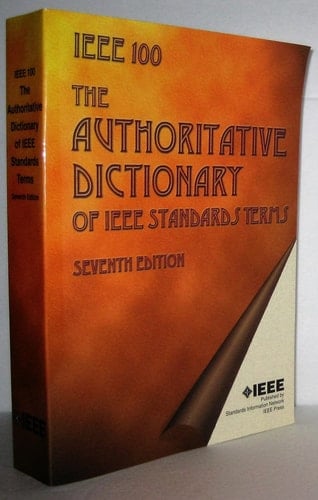 IEEE 100
The
Authoritative
Dictionary
of IEEE
Standards
Terms
Seventh Edition
IEEE
IEEE 100
THE
AUTHORITATIVE
DICTIONARY
OF IEEE STANDARDS TERMS
SEVENTH EDITION
IEEE
Published by
Standards Information Network
IEEE Press